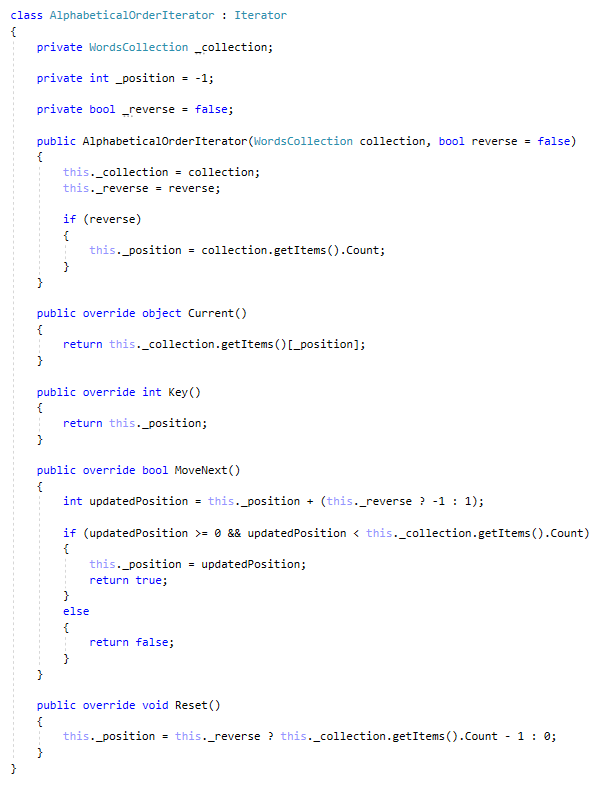 class AlphabeticalOrderIterator : Iterator
{
private WordsCollection _collection;
private int _position = -1;
private bool _reverse = false;
public AlphabeticalOrderIterator(WordsCollection collection, bool reverse = false)
{
this._collection = collection;
this._reverse = reverse;
if (reverse)
{
this._position = collection.getItems().Count;
}
}
public override object Current()
{
return this._collection.getItems()[_position];
}
public override int Key()
{
return this._position;
}
public override bool MoveNext()
{
int updatedPosition = this._position + (this._reverse ? -1 : 1);
if (updatedPosition >= 0 && updatedPosition < this._collection.getItems().Count)
{
this._position = updatedPosition;
return true;
}
else
{
return false;
}
}
public override void Reset()
{
this._position = this._reverse ? this._collection.getItems().Count - 1 : 0;
}
}